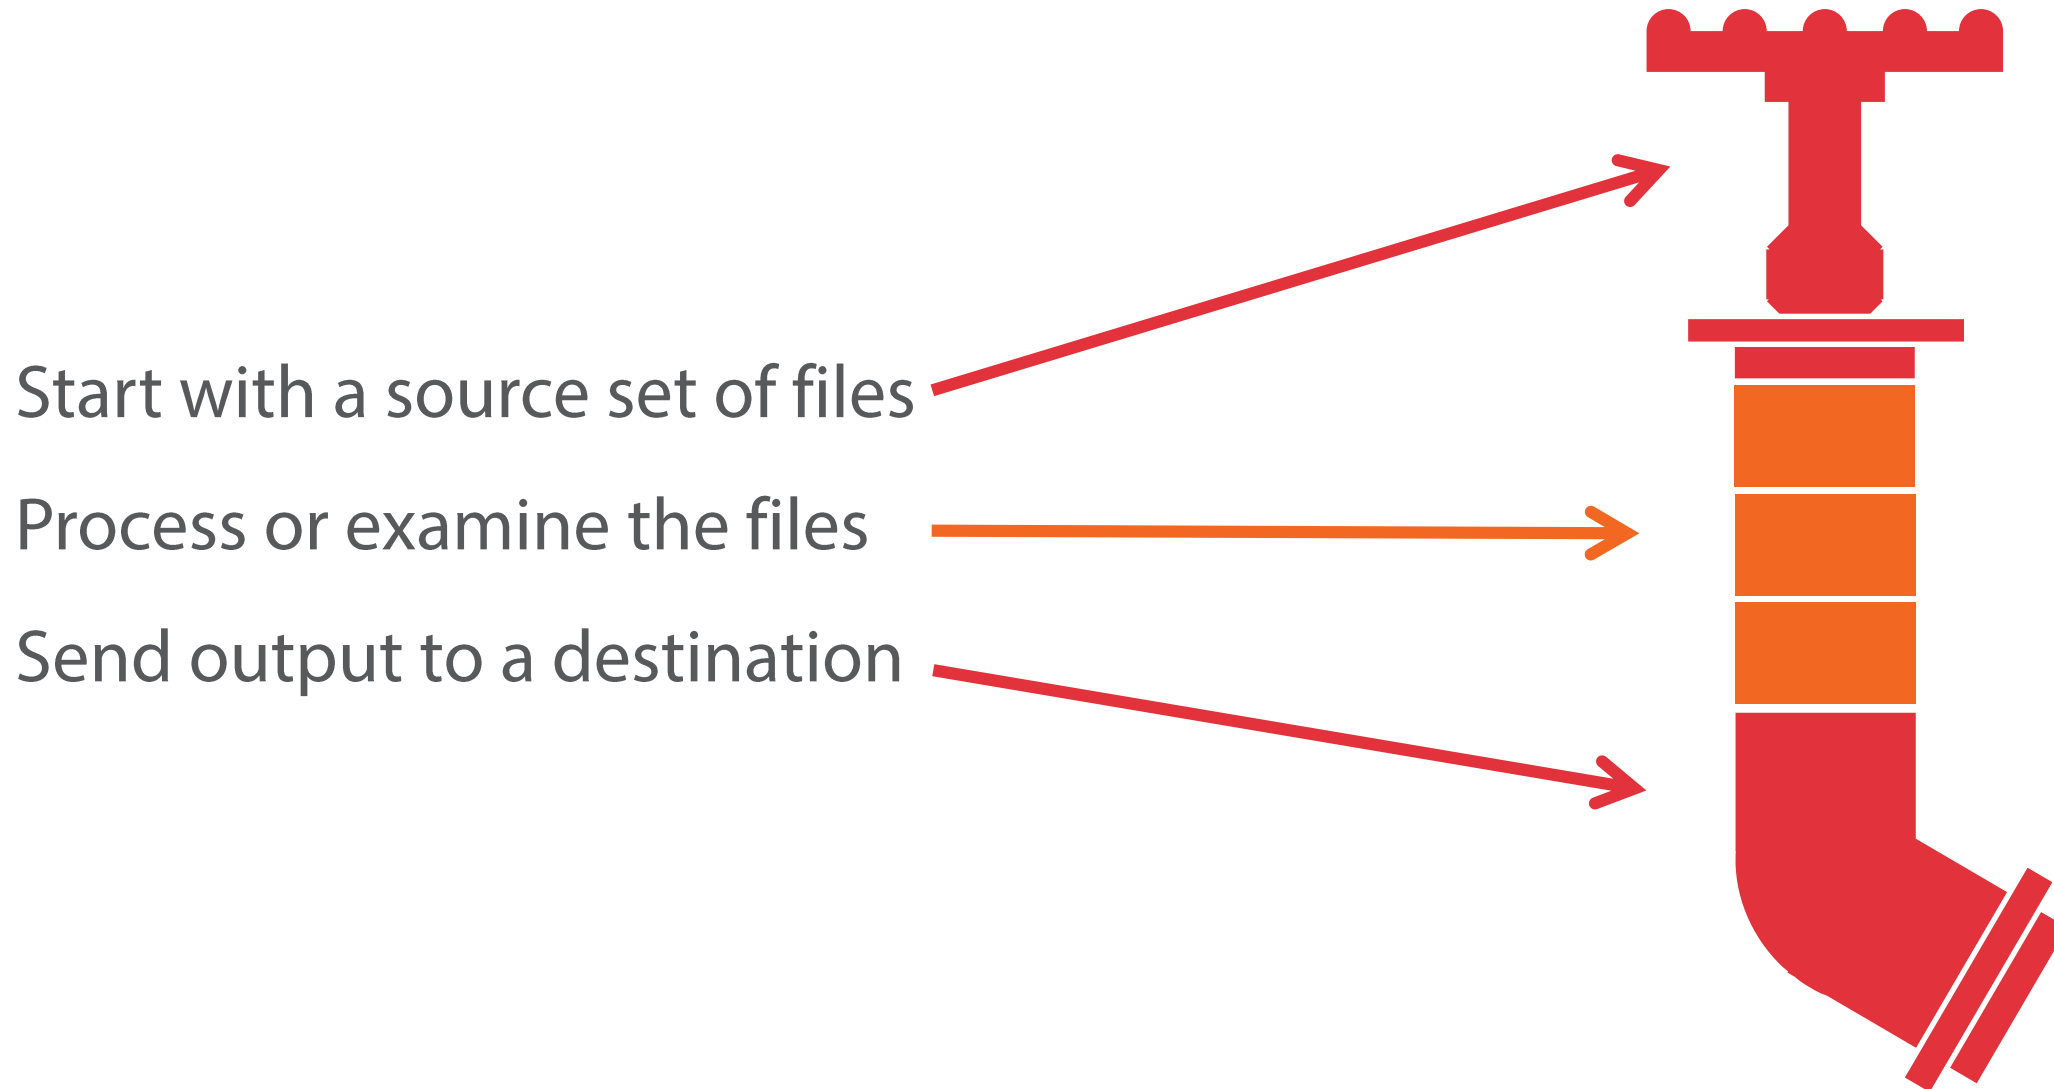 Start with a source set of files
Process or examine the files
Send output to a destination